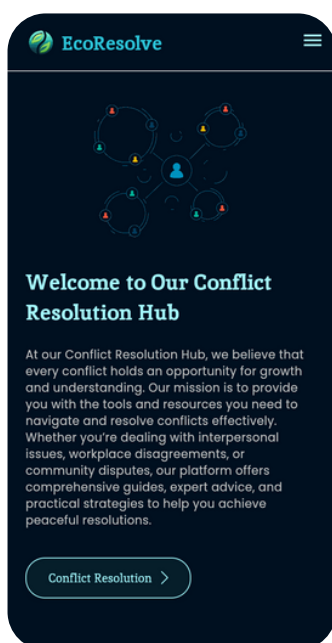 EcoResolve
Welcome to Our Conflict
Resolution Hub
At our Conflict Resolution Hub, we believe that
every conflict holds an opportunity for growth
and understanding. Our mission is to provide
you with the tools and resources you need to
navigate and resolve conflicts effectively.
Whether you're dealing with interpersonal
issues, workplace disagreements, or
community disputes, our platform offers
comprehensive guides, expert advice, and
practical strategies to help you achieve
peaceful resolutions.
Conflict Resolution